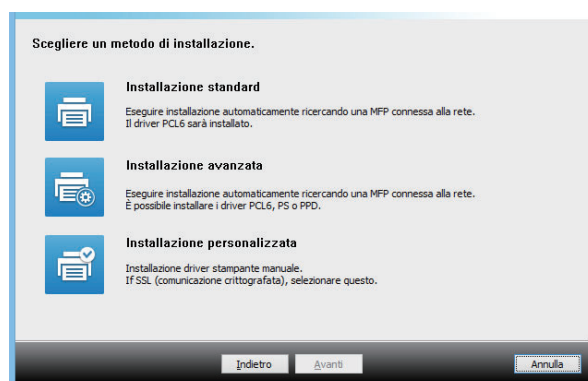 Scegliere un metodo di installazione.
Installazione standard
Eseguire installazione automaticamente ricercando una MFP connessa alla rete.
Il driver PCL6 sarà installato.
Installazione avanzata
Eseguire installazione automaticamente ricercando una MFP connessa alla rete.
È possibile installare i driver PCL6, PS o PPD.
Installazione personalizzata
Installazione driver stampante manuale.
If SSL (comunicazione crittografata), selezionare questo.
Indietro
Avanti
Annulla